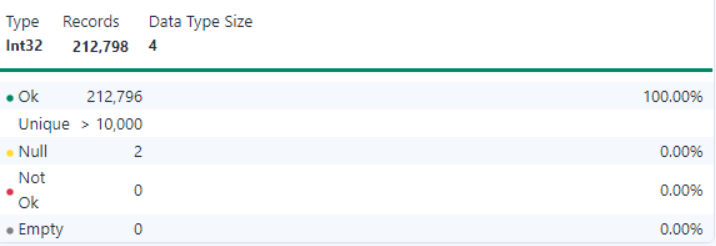 Type Records Data Type Size
Int32 212,798 4
Ok 212,796 100.00%
Unique > 10,000
Null 2 0.00%
Not
Ok 0 0.00%
Empty 0 0.00%